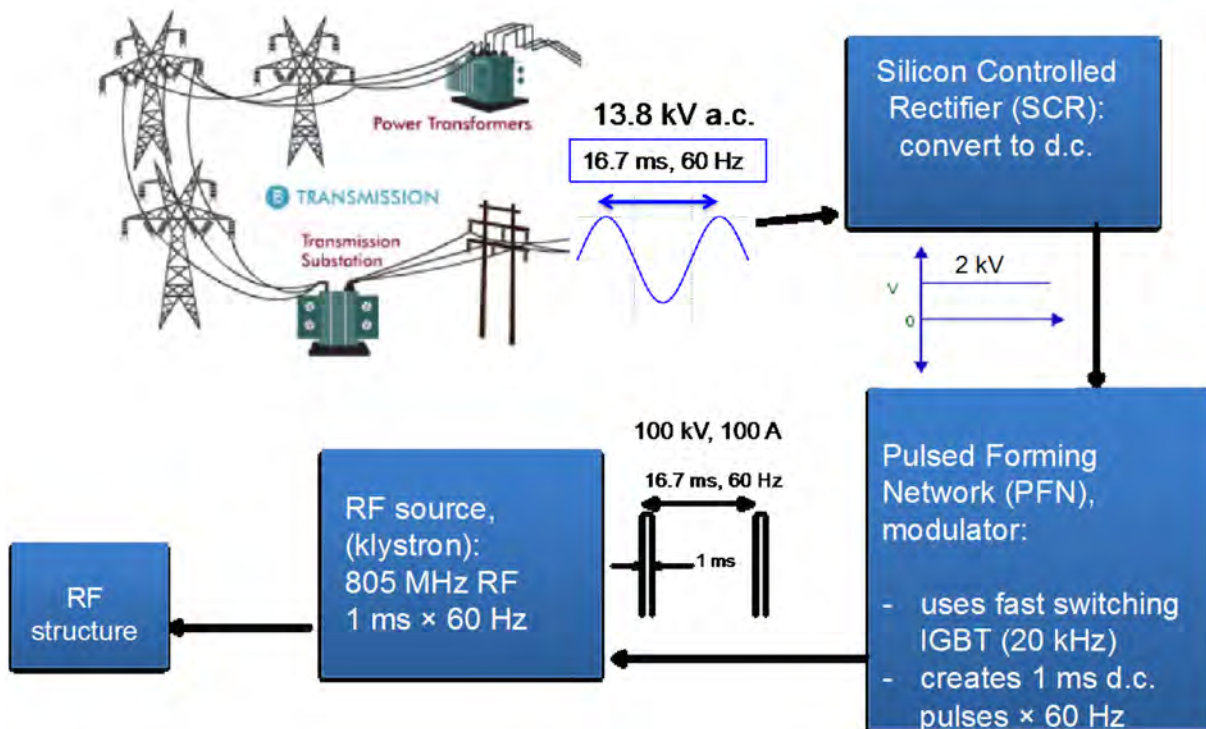 Power Transformers
B TRANSMISSION
Transmission
Substation
13.8 kV a.c.
16.7 ms, 60 Hz
Silicon Controlled
Rectifier (SCR):
convert to d.c.
2 kV
V
0
Pulsed Forming
Network (PFN),
modulator:
- uses fast switching
IGBT (20 kHz)
- creates 1 ms d.c.
pulses × 60 Hz
100 kV, 100 A
16.7 ms, 60 Hz
1 ms
RF source,
(klystron):
805 MHz RF
1 ms × 60 Hz
RF
structure